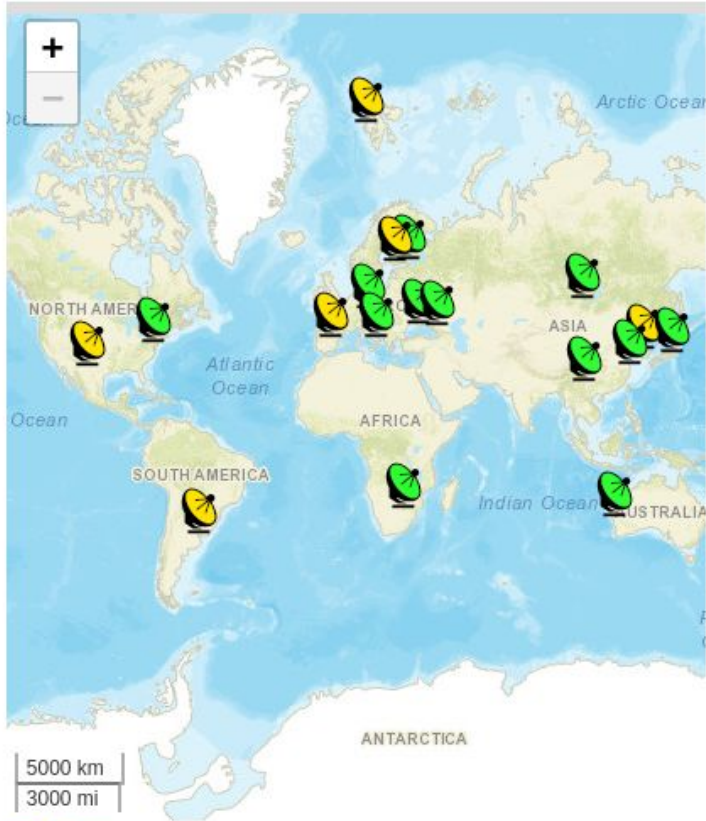 +
−
Arctic Ocean
NORTH AMER
ASIA
Atlantic
Ocean
Ocean
AFRICA
SOUTH AMERICA
Indian Ocean
USTRALIA
ANTARCTICA
5000 km
3000 mi